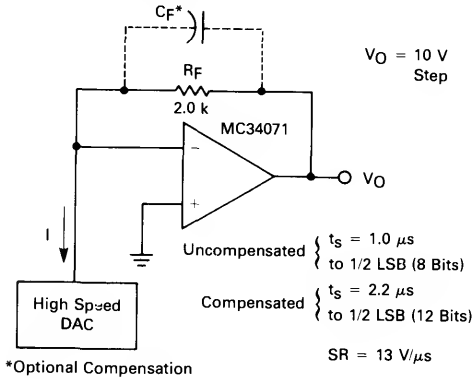 CF*
RF
2.0 k
VO = 10 V
Step
MC34071
−
+
VO
I
Uncompensated { ts = 1.0 μs
to 1/2 LSB (8 Bits)
Compensated { ts = 2.2 μs
to 1/2 LSB (12 Bits)
High Speed
DAC
SR = 13 V/μs
*Optional Compensation